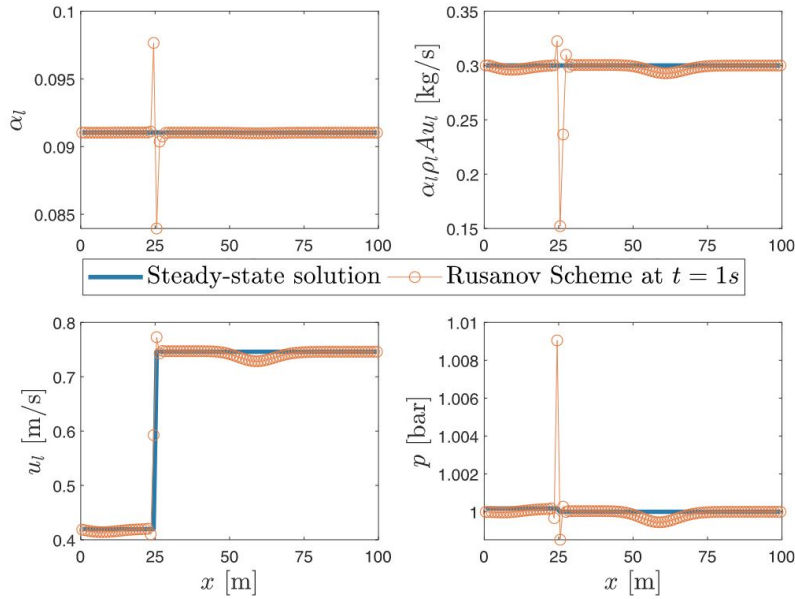 0.1
0.095
0.09
0.085
α_l
0 25 50 75 100
0.35
0.3
0.25
0.2
0.15
α_l ρ_l A u_l [kg/s]
0 25 50 75 100
Steady-state solution Rusanov Scheme at t = 1s
0.8
0.7
0.6
0.5
0.4
u_l [m/s]
0 25 50 75 100
x [m]
1.01
1.008
1.006
1.004
1.002
1
p [bar]
0 25 50 75 100
x [m]